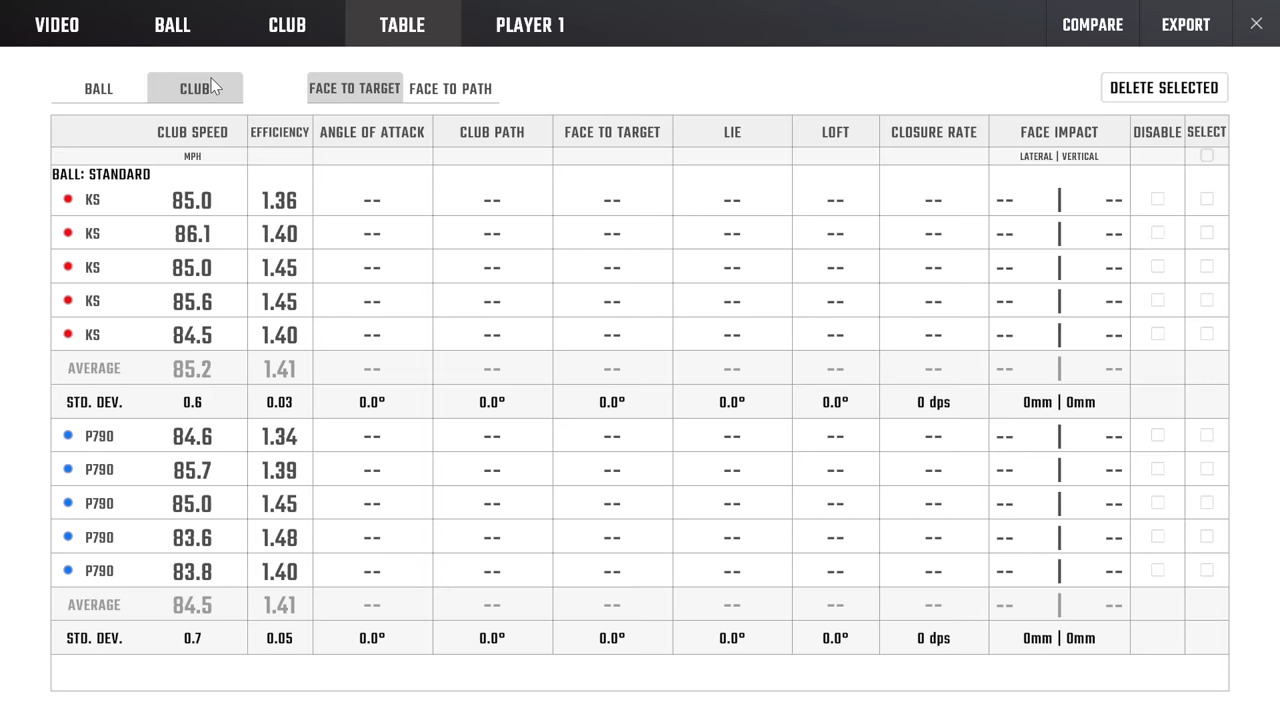 VIDEO BALL CLUB TABLE PLAYER 1 COMPARE EXPORT
BALL CLUB FACE TO TARGET FACE TO PATH DELETE SELECTED
CLUB SPEED EFFICIENCY ANGLE OF ATTACK CLUB PATH FACE TO TARGET LIE LOFT CLOSURE RATE FACE IMPACT DISABLE SELECT
MPH LATERAL | VERTICAL
BALL: STANDARD
KS 85.0 1.36 -- -- -- -- -- -- -- | --
KS 86.1 1.40 -- -- -- -- -- -- -- | --
KS 85.0 1.45 -- -- -- -- -- -- -- | --
KS 85.6 1.45 -- -- -- -- -- -- -- | --
KS 84.5 1.40 -- -- -- -- -- -- -- | --
AVERAGE 85.2 1.41 -- -- -- -- -- -- -- | --
STD. DEV. 0.6 0.03 0.0° 0.0° 0.0° 0.0° 0.0° 0 dps 0mm | 0mm
P790 84.6 1.34 -- -- -- -- -- -- -- | --
P790 85.7 1.39 -- -- -- -- -- -- -- | --
P790 85.0 1.45 -- -- -- -- -- -- -- | --
P790 83.6 1.48 -- -- -- -- -- -- -- | --
P790 83.8 1.40 -- -- -- -- -- -- -- | --
AVERAGE 84.5 1.41 -- -- -- -- -- -- -- | --
STD. DEV. 0.7 0.05 0.0° 0.0° 0.0° 0.0° 0.0° 0 dps 0mm | 0mm